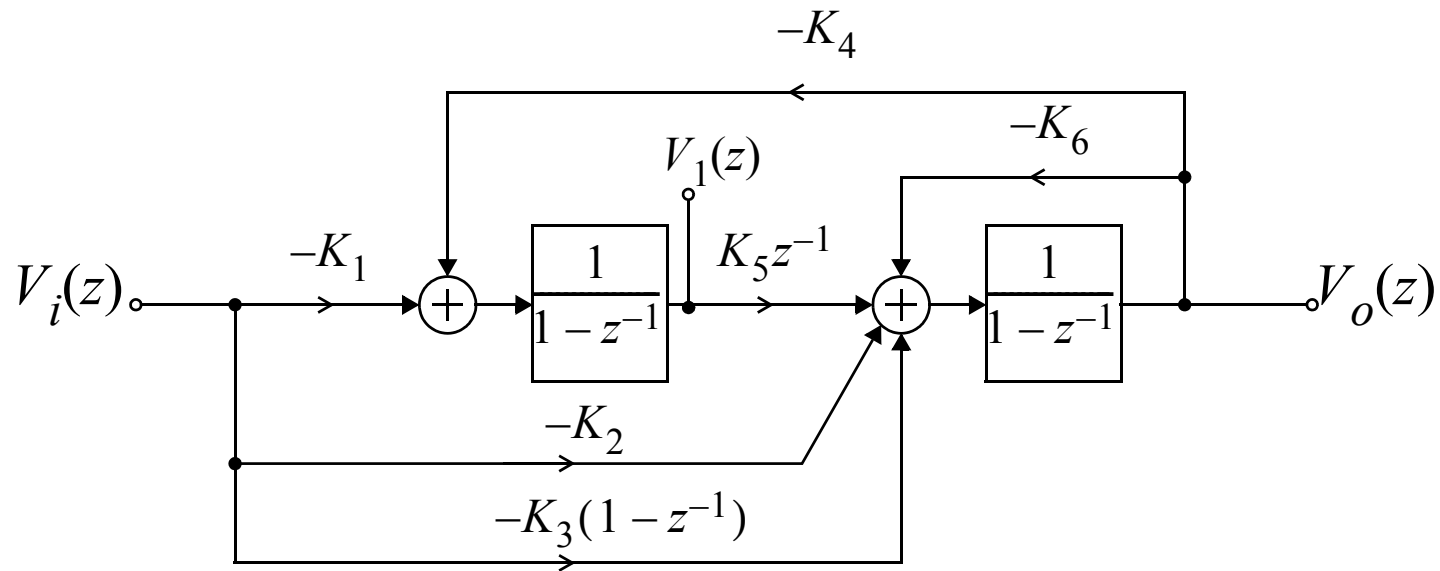 −K₄
−K₆
V₁(z)
−K₁
1
1 − z⁻¹
K₅z⁻¹
1
1 − z⁻¹
Vᵢ(z)
Vₒ(z)
−K₂
−K₃(1 − z⁻¹)